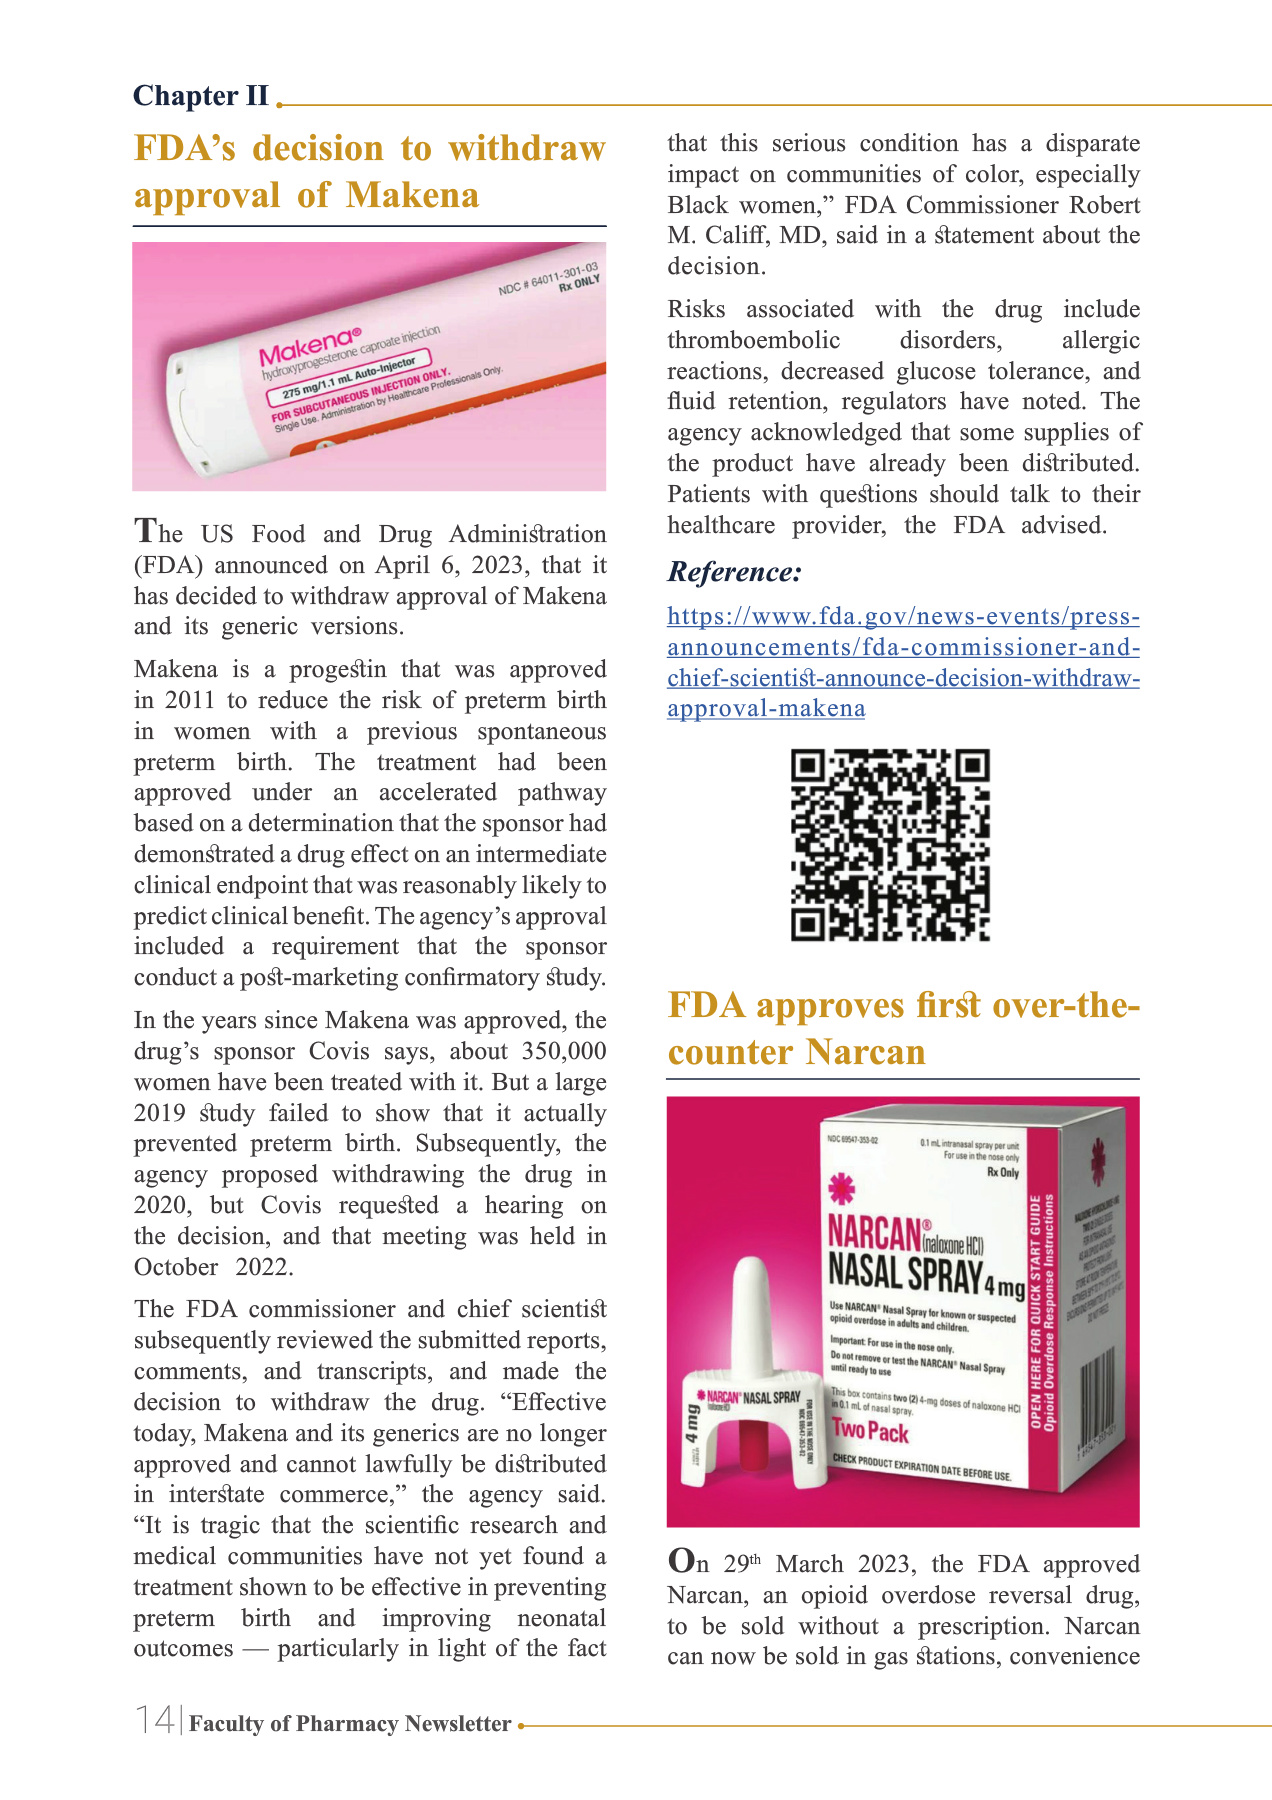 Chapter II
FDA’s decision to withdraw
approval of Makena
NDC # 64011-301-03
Rx ONLY
Makena®
hydroxyprogesterone caproate injection
275 mg/1.1 mL Auto-Injector
FOR SUBCUTANEOUS INJECTION ONLY.
Single Use. Administration by Healthcare Professionals Only.
The US Food and Drug Administration
(FDA) announced on April 6, 2023, that it
has decided to withdraw approval of Makena
and its generic versions.
Makena is a progestin that was approved
in 2011 to reduce the risk of preterm birth
in women with a previous spontaneous
preterm birth. The treatment had been
approved under an accelerated pathway
based on a determination that the sponsor had
demonstrated a drug effect on an intermediate
clinical endpoint that was reasonably likely to
predict clinical benefit. The agency’s approval
included a requirement that the sponsor
conduct a post-marketing confirmatory study.
In the years since Makena was approved, the
drug’s sponsor Covis says, about 350,000
women have been treated with it. But a large
2019 study failed to show that it actually
prevented preterm birth. Subsequently, the
agency proposed withdrawing the drug in
2020, but Covis requested a hearing on
the decision, and that meeting was held in
October 2022.
The FDA commissioner and chief scientist
subsequently reviewed the submitted reports,
comments, and transcripts, and made the
decision to withdraw the drug. “Effective
today, Makena and its generics are no longer
approved and cannot lawfully be distributed
in interstate commerce,” the agency said.
“It is tragic that the scientific research and
medical communities have not yet found a
treatment shown to be effective in preventing
preterm birth and improving neonatal
outcomes — particularly in light of the fact
that this serious condition has a disparate
impact on communities of color, especially
Black women,” FDA Commissioner Robert
M. Califf, MD, said in a statement about the
decision.
Risks associated with the drug include
thromboembolic disorders, allergic
reactions, decreased glucose tolerance, and
fluid retention, regulators have noted. The
agency acknowledged that some supplies of
the product have already been distributed.
Patients with questions should talk to their
healthcare provider, the FDA advised.
Reference:
https://www.fda.gov/news-events/press-
announcements/fda-commissioner-and-
chief-scientist-announce-decision-withdraw-
approval-makena
FDA approves first over-the-
counter Narcan
NDC 69547-353-02
0.1 mL intranasal spray per unit
For use in the nose only
Rx Only
NARCAN®
(naloxone HCl)
NASAL SPRAY 4 mg
Use NARCAN® Nasal Spray for known or suspected
opioid overdose in adults and children.
Important: For use in the nose only.
Do not remove or test the NARCAN® Nasal Spray
until ready to use
This box contains two (2) 4-mg doses of naloxone HCl
in 0.1 mL of nasal spray.
Two Pack
CHECK PRODUCT EXPIRATION DATE BEFORE USE.
OPEN HERE FOR QUICK START GUIDE
Opioid Overdose Response Instructions
NARCAN® NASAL SPRAY
4 mg
On 29th March 2023, the FDA approved
Narcan, an opioid overdose reversal drug,
to be sold without a prescription. Narcan
can now be sold in gas stations, convenience
14|Faculty of Pharmacy Newsletter